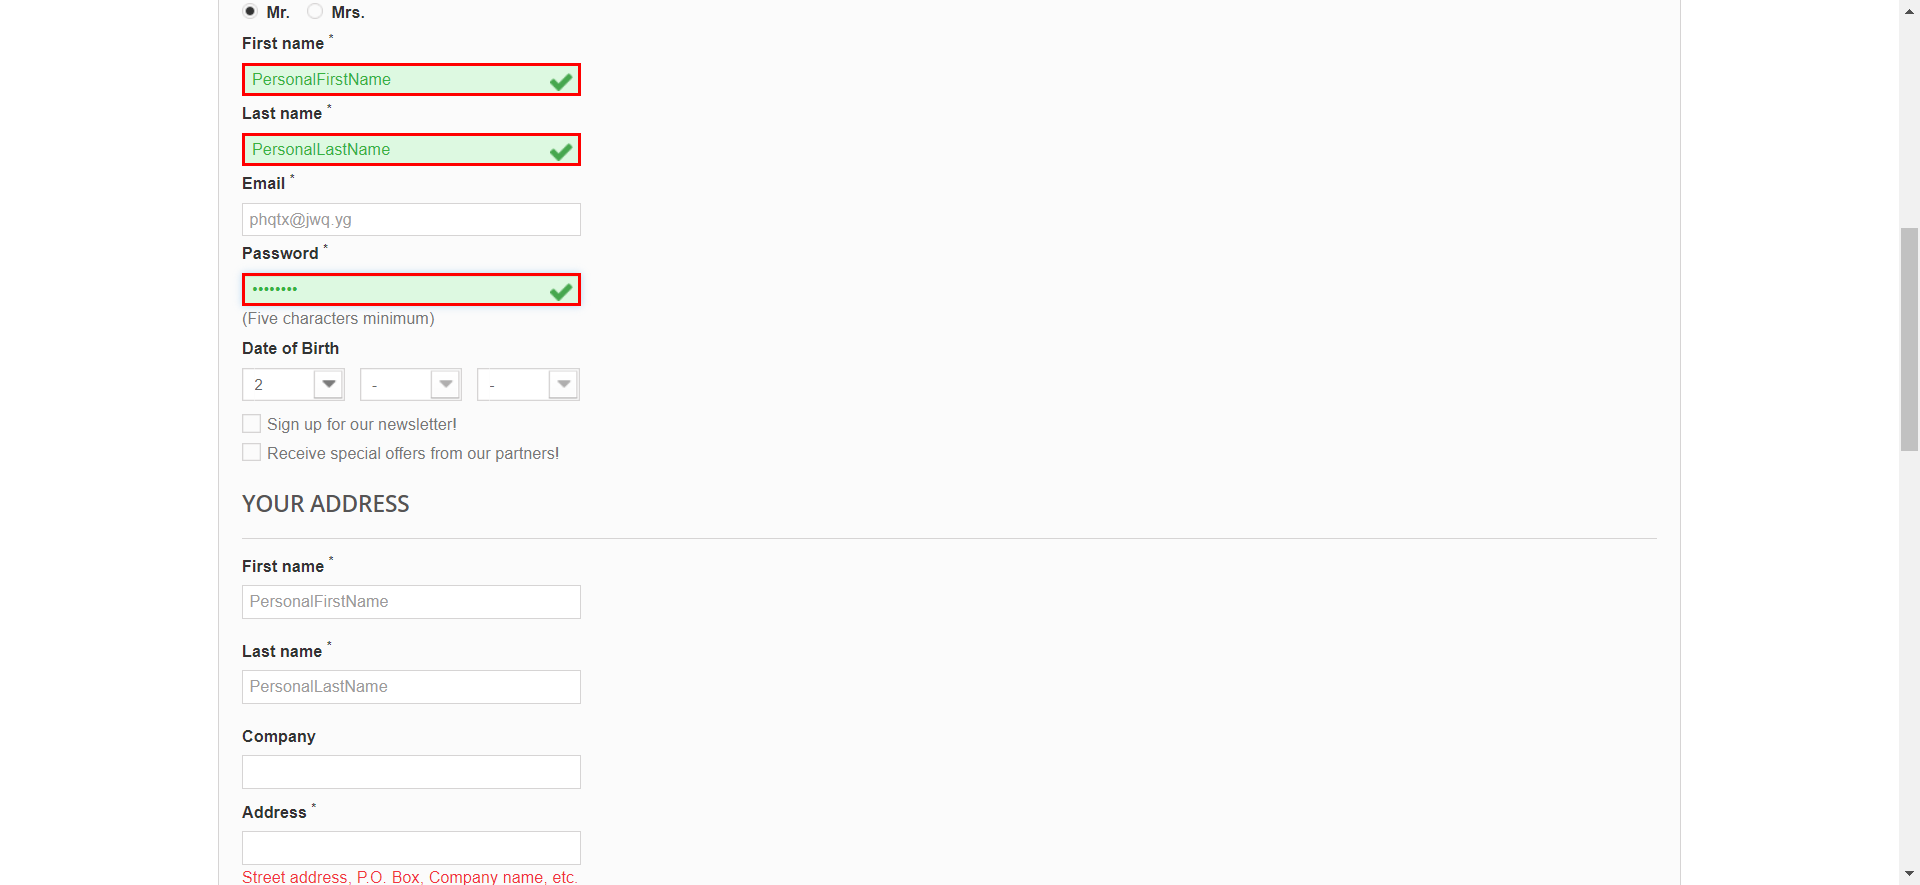 Mr. Mrs.
First name *
PersonalFirstName
Last name *
PersonalLastName
Email *
phqtx@jwq.yg
Password *
••••••••
(Five characters minimum)
Date of Birth
2 - -
Sign up for our newsletter!
Receive special offers from our partners!
YOUR ADDRESS
First name *
PersonalFirstName
Last name *
PersonalLastName
Company
Address *
Street address, P.O. Box, Company name, etc.